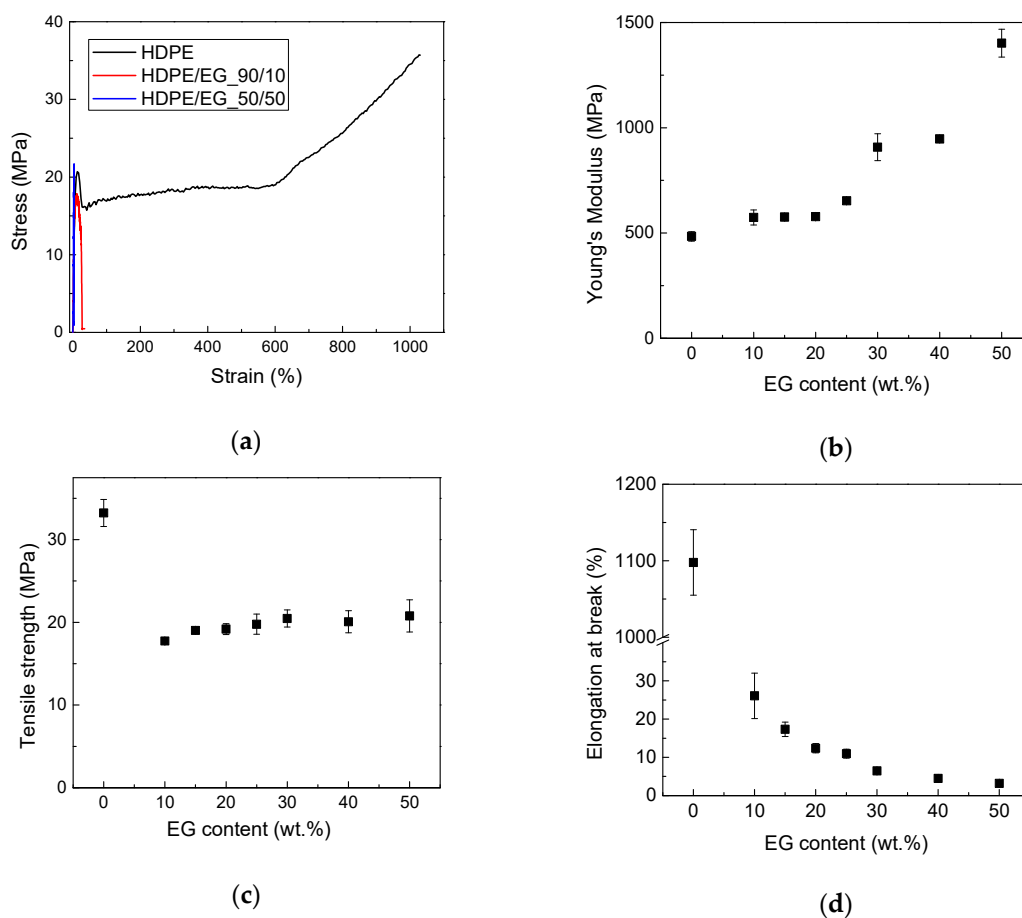 40
30
20
10
0
Stress (MPa)
HDPE
HDPE/EG_90/10
HDPE/EG_50/50
0 200 400 600 800 1000
Strain (%)
(a)
1500
1000
500
0
Young's Modulus (MPa)
0 10 20 30 40 50
EG content (wt.%)
(b)
30
20
10
0
Tensile strength (MPa)
0 10 20 30 40 50
EG content (wt.%)
(c)
1200
1100
1000
30
20
10
0
Elongation at break (%)
0 10 20 30 40 50
EG content (wt.%)
(d)